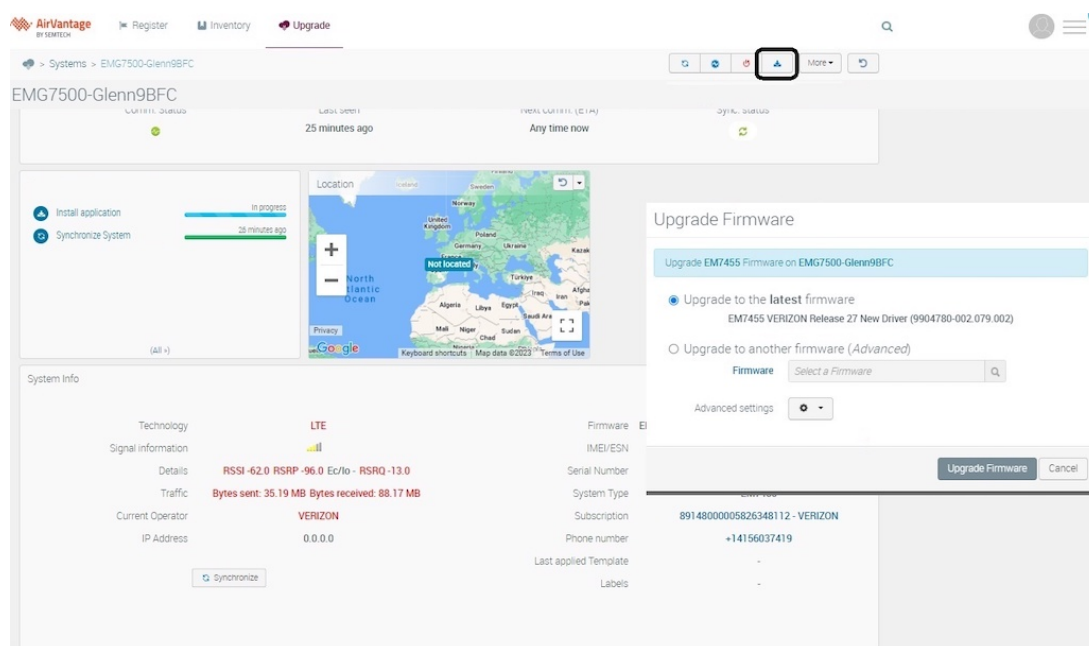 AirVantage
BY SEMTECH
Register
Inventory
Upgrade
> Systems > EMG7500-Glenn9BFC
More
EMG7500-Glenn9BFC
Comm. Status
Last seen
Next comm. (ETA)
Sync. status
25 minutes ago
Any time now
Install application
In progress
Synchronize System
26 minutes ago
(All »)
Location
Iceland
Sweden
Norway
United Kingdom
Poland
Germany
Ukraine
Kazak
France
Not located
Türkiye
North
tlantic
Ocean
Iraq
Iran
Afgha
Pak
Algeria
Libya
Egypt
Saudi Ara
Mali
Niger
Sudan
Chad
Nigeria
Privacy
Google
Keyboard shortcuts
Map data ©2023
Terms of Use
Upgrade Firmware
Upgrade EM7455 Firmware on EMG7500-Glenn9BFC
Upgrade to the latest firmware
EM7455 VERIZON Release 27 New Driver (9904780-002.079.002)
Upgrade to another firmware (Advanced)
Firmware
Select a Firmware
Advanced settings
Upgrade Firmware
Cancel
System Info
Technology
LTE
Signal information
Details
RSSI -62.0 RSRP -96.0 Ec/Io - RSRQ -13.0
Traffic
Bytes sent: 35.19 MB Bytes received: 88.17 MB
Current Operator
VERIZON
IP Address
0.0.0.0
Synchronize
Firmware
IMEI/ESN
Serial Number
System Type
Subscription
89148000005826348112 - VERIZON
Phone number
+14156037419
Last applied Template
-
Labels
-